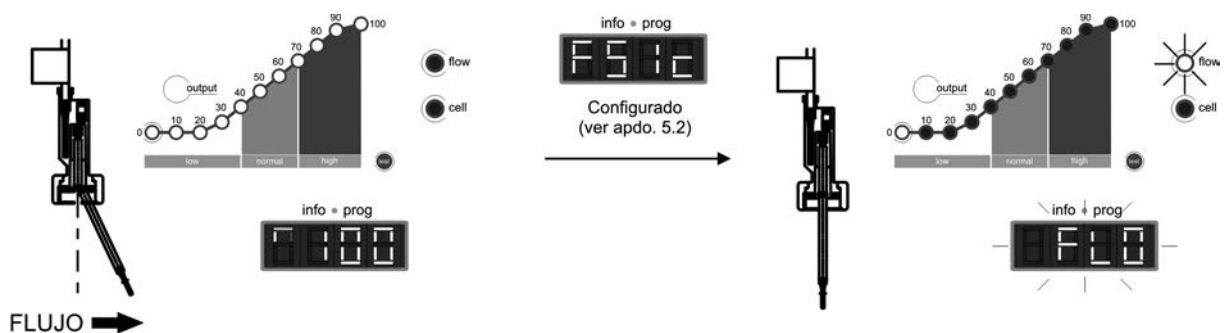 90
100
80
70
60
50
40
30
20
10
0
output
low
normal
high
test
flow
cell
info • prog
100
FLUJO
info • prog
Configurado
(ver apdo. 5.2)
90
100
80
70
60
50
40
30
20
10
0
output
low
normal
high
test
flow
cell
info • prog
FLO